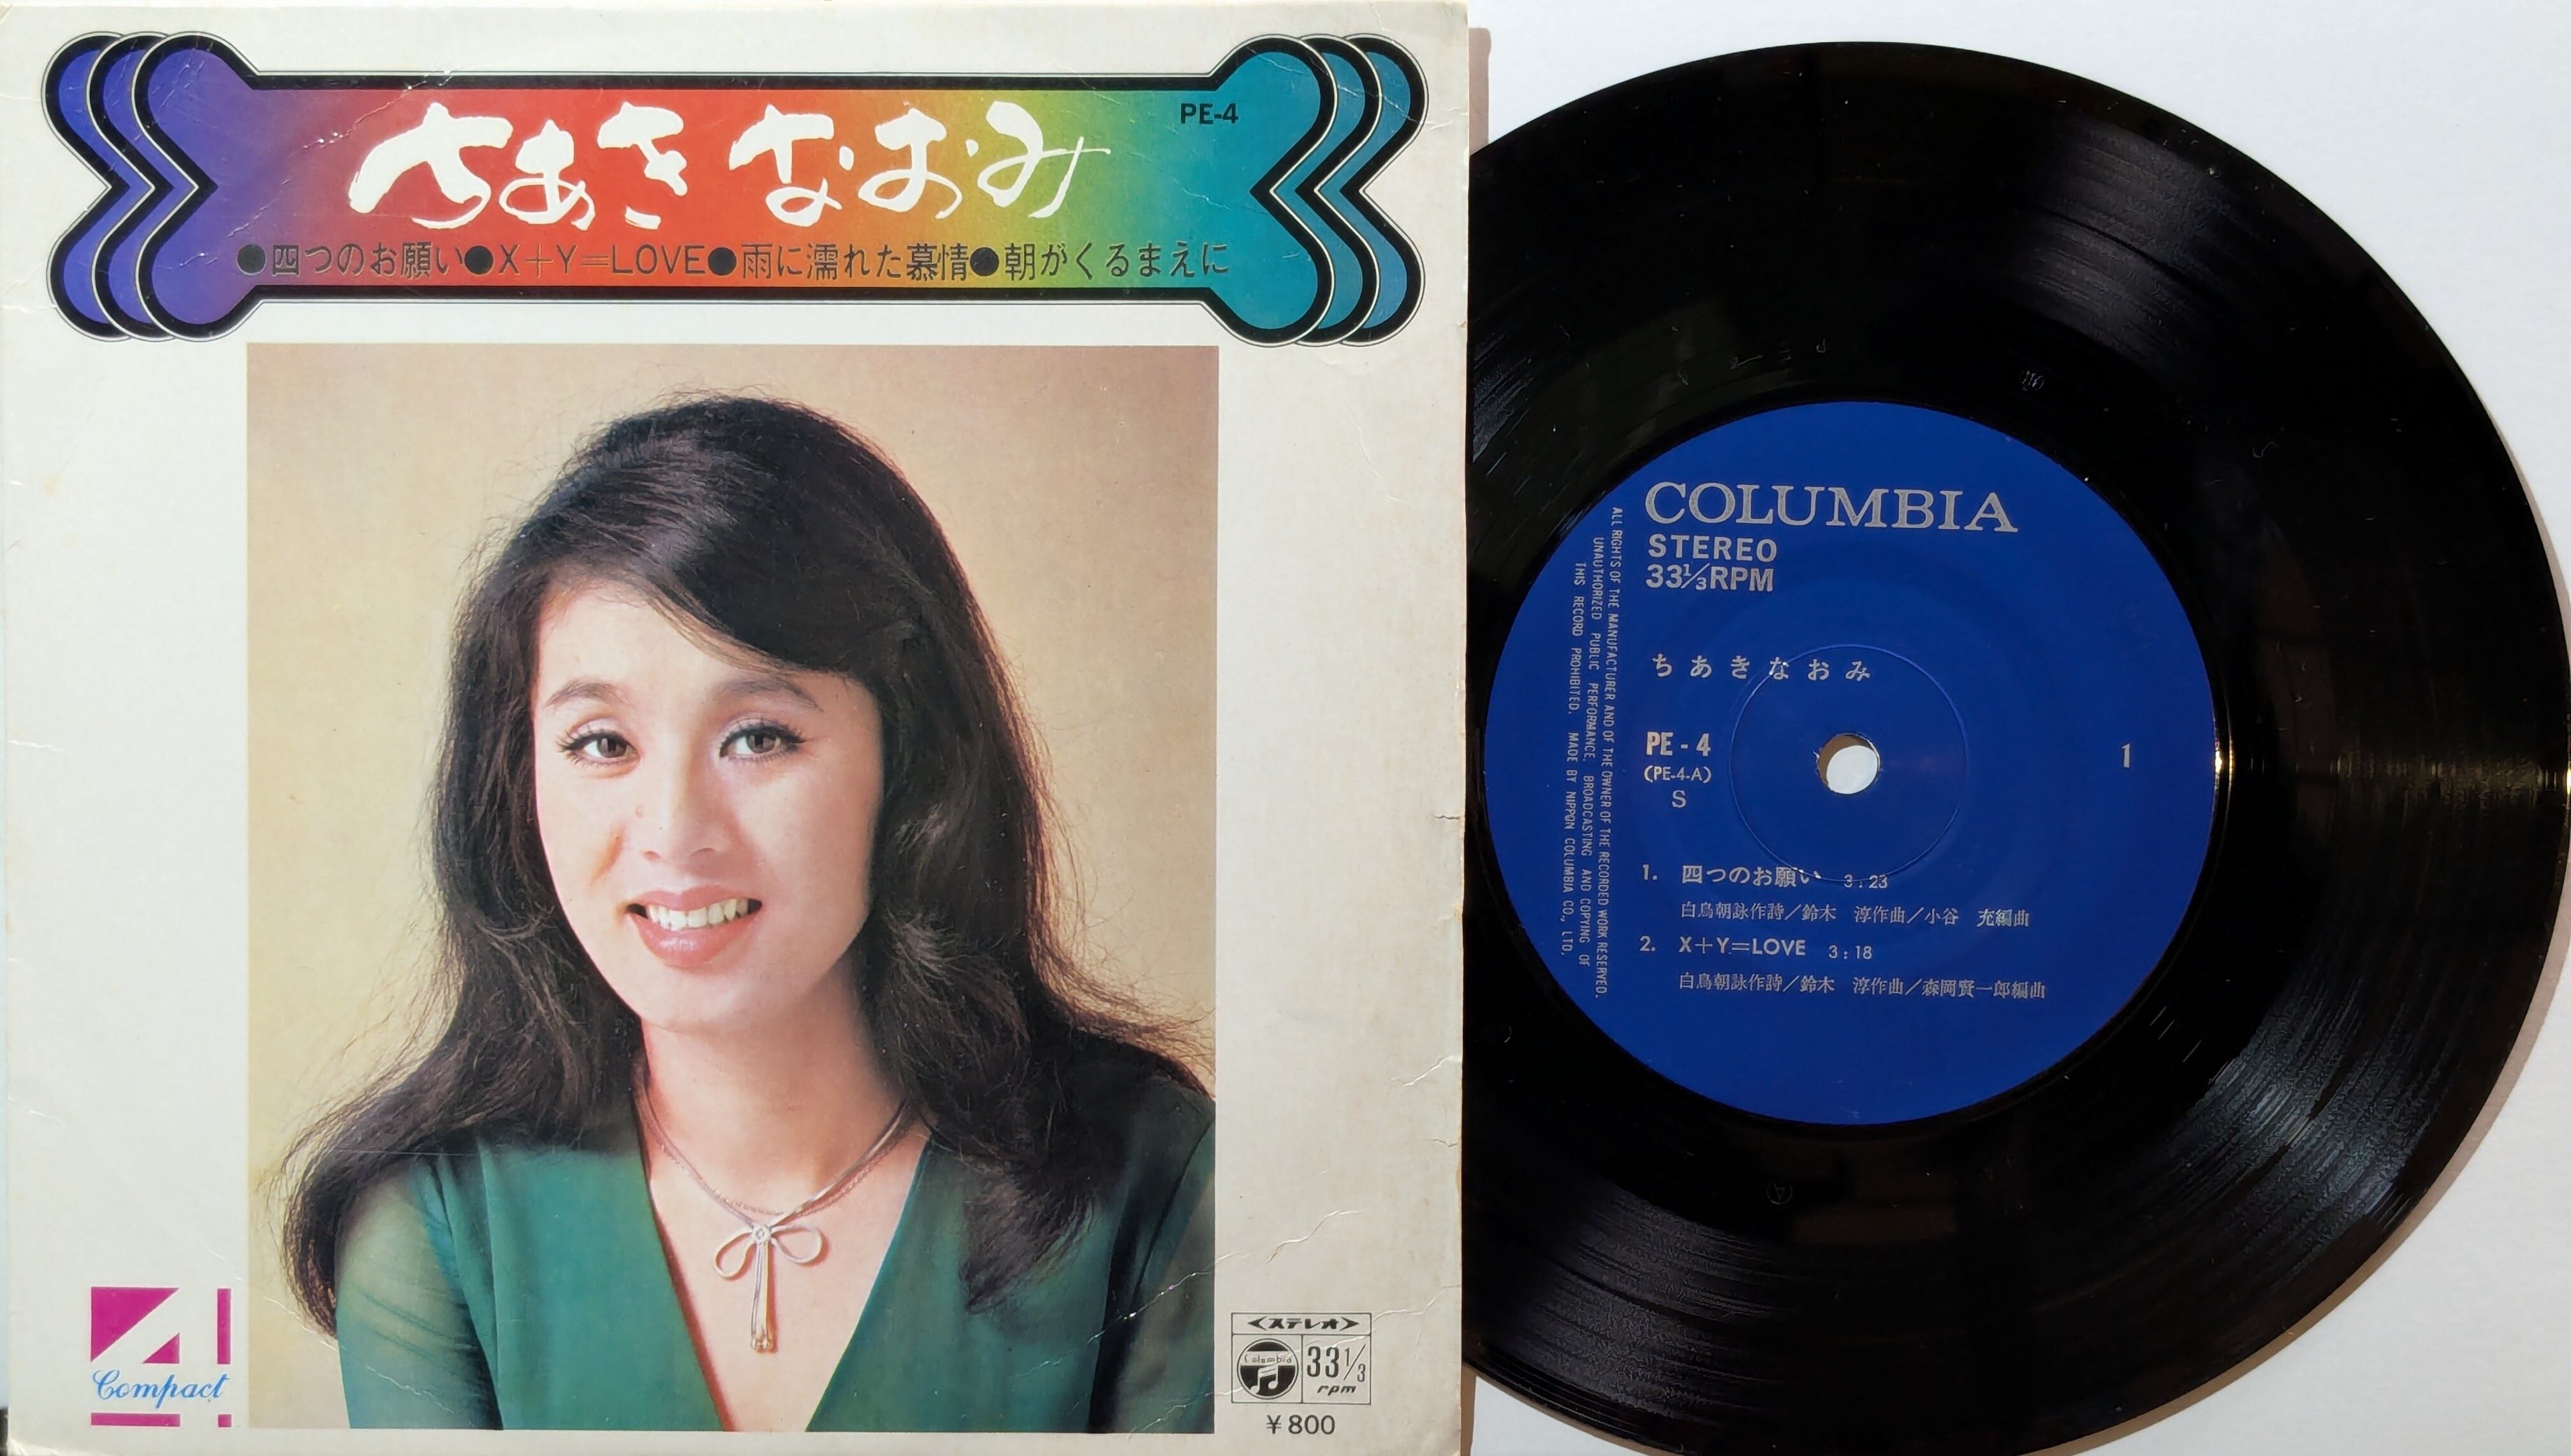 ちあきなおみ
PE-4
●四つのお願い●X+Y=LOVE●雨に濡れた慕情●朝がくるまえに
4
Compact
<ステレオ>
Columbia
33 1/3
rpm
¥800
COLUMBIA
STEREO
33⅓RPM
ちあきなおみ
PE - 4
(PE-4-A)
S
1
1. 四つのお願い 3:23
白鳥朝詠作詩/鈴木 淳作曲/小谷 充編曲
2. X+Y=LOVE 3:18
白鳥朝詠作詩/鈴木 淳作曲/森岡賢一郎編曲
ALL RIGHTS OF THE MANUFACTURER AND OF THE OWNER OF THE RECORDED WORK RESERVED.
UNAUTHORIZED PUBLIC PERFORMANCE, BROADCASTING AND COPYING OF
THIS RECORD PROHIBITED. MADE BY NIPPON COLUMBIA CO., LTD.